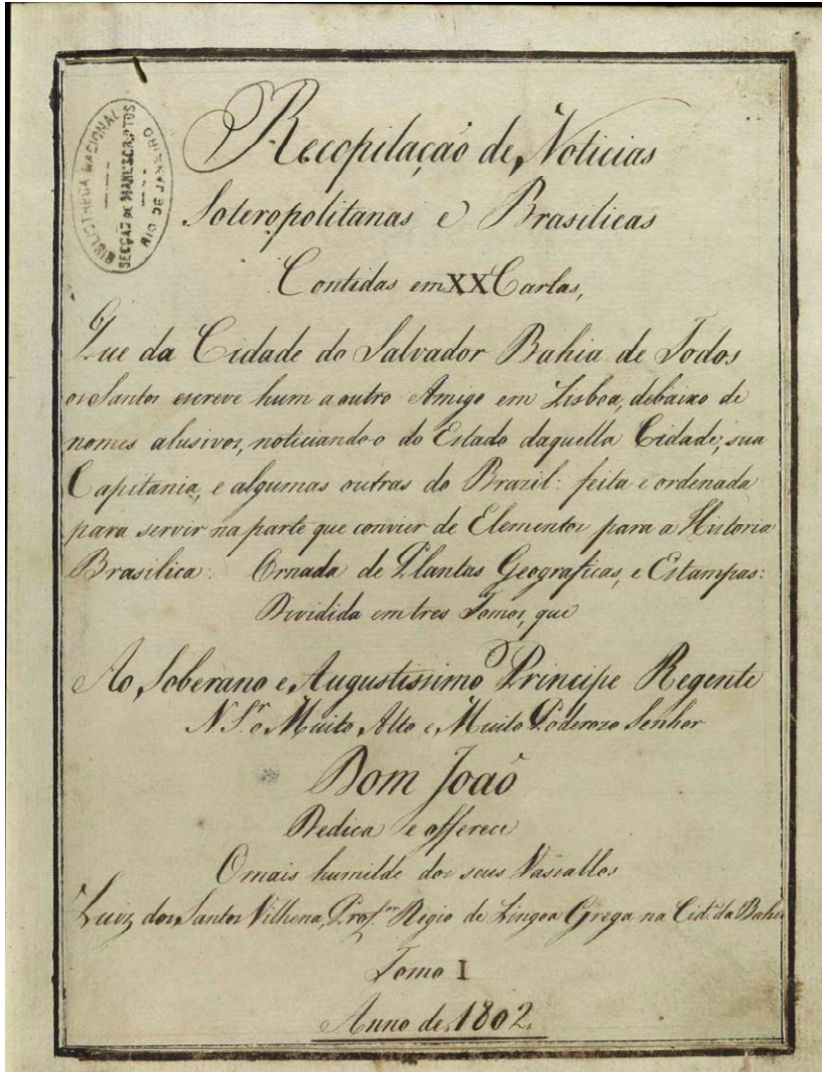 BIBLIOTHECA NACIONAL
SECÇÃO DE MANUSCRIPTOS
RIO DE JANEIRO
Recopilação de Noticias
Soteropolitanas e Brasilicas
Contidas em XX Cartas,
Que da Cidade do Salvador Bahia de Todos
os Santos escreve hum a outro Amigo em Lisboa, debaixo de
nomes alusivos, noticiando-o do Estado daquella Cidade, sua
Capitania, e algumas outras do Brazil: feita e ordenada
para servir na parte que convier de Elementos para a Historia
Brasilica: Ornada de Plantas Geograficas, e Estampas:
Dividida em tres Tomos, que
Ao Soberano e Augustissimo Principe Regente
N. Sr. o Muito Alto e Muito Poderozo Senhor
Dom João
Dedica e offerece
O mais humilde dos seus Vassallos
Luiz dos Santos Vilhena, Prof.or Regio de Lingoa Grega na Cid.e da Bahia
Tomo I
Anno de 1802.